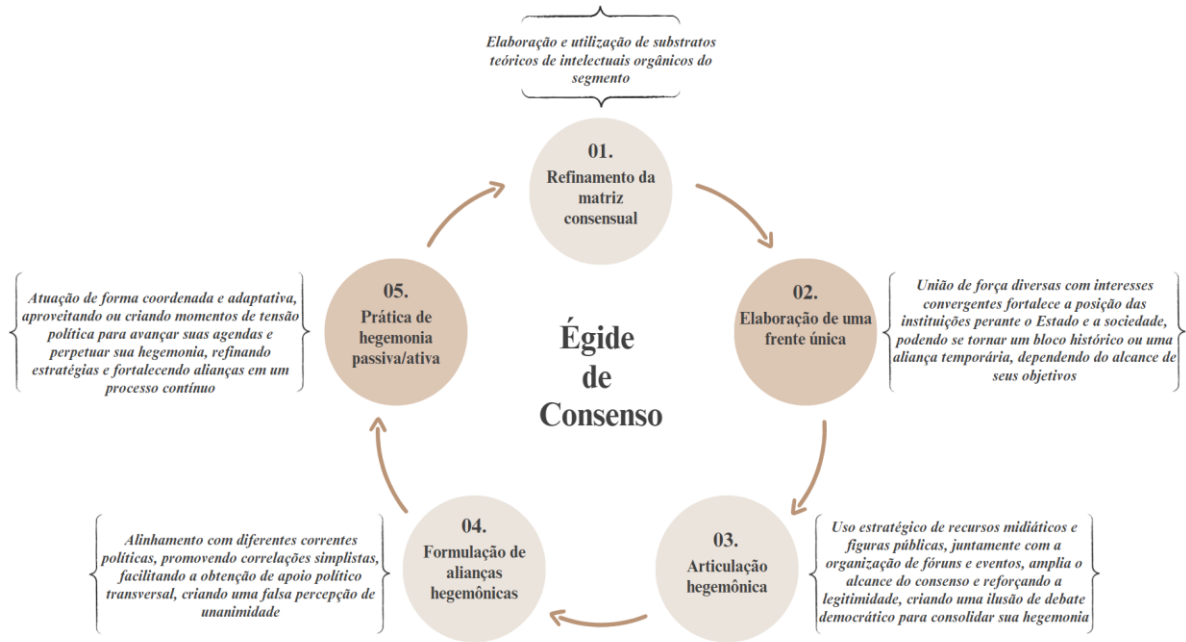 Elaboração e utilização de substratos
teóricos de intelectuais orgânicos do
segmento
01.
Refinamento da
matriz
consensual
02.
Elaboração de uma
frente única
União de força diversas com interesses
convergentes fortalece a posição das
instituições perante o Estado e a sociedade,
podendo se tornar um bloco histórico ou uma
aliança temporária, dependendo do alcance de
seus objetivos
03.
Articulação
hegemônica
Uso estratégico de recursos midiáticos e
figuras públicas, juntamente com a
organização de fóruns e eventos, amplia o
alcance do consenso e reforçando a
legitimidade, criando uma ilusão de debate
democrático para consolidar sua hegemonia
04.
Formulação de
alianças
hegemônicas
Alinhamento com diferentes correntes
políticas, promovendo correlações simplistas,
facilitando a obtenção de apoio político
transversal, criando uma falsa percepção de
unanimidade
05.
Prática de
hegemonia
passiva/ativa
Atuação de forma coordenada e adaptativa,
aproveitando ou criando momentos de tensão
política para avançar suas agendas e
perpetuar sua hegemonia, refinando
estratégias e fortalecendo alianças em um
processo contínuo
Égide
de
Consenso